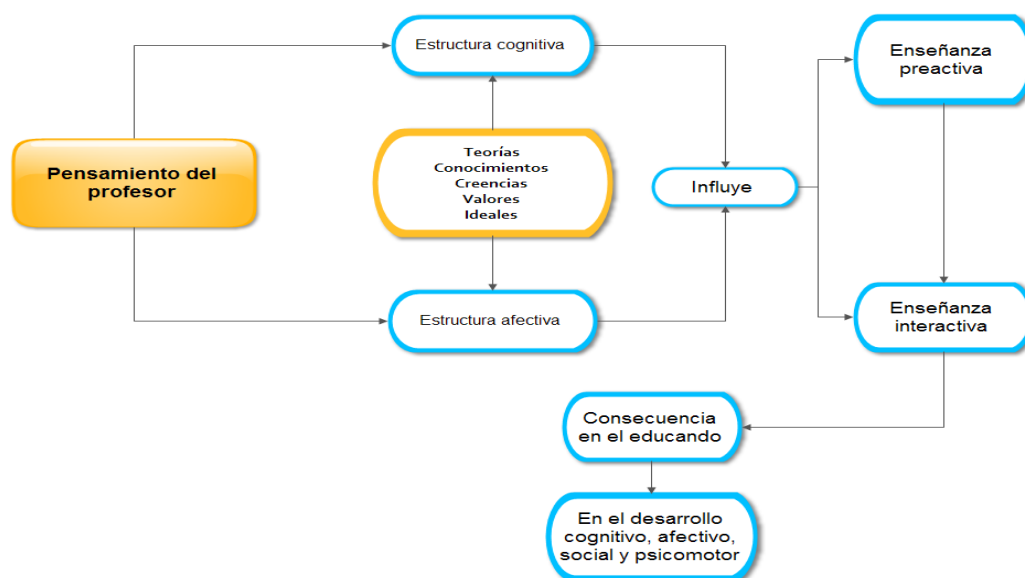 Estructura cognitiva
Enseñanza
preactiva
Pensamiento del
profesor
Teorías
Conocimientos
Creencias
Valores
Ideales
Influye
Estructura afectiva
Enseñanza
interactiva
Consecuencia
en el educando
En el desarrollo
cognitivo, afectivo,
social y psicomotor